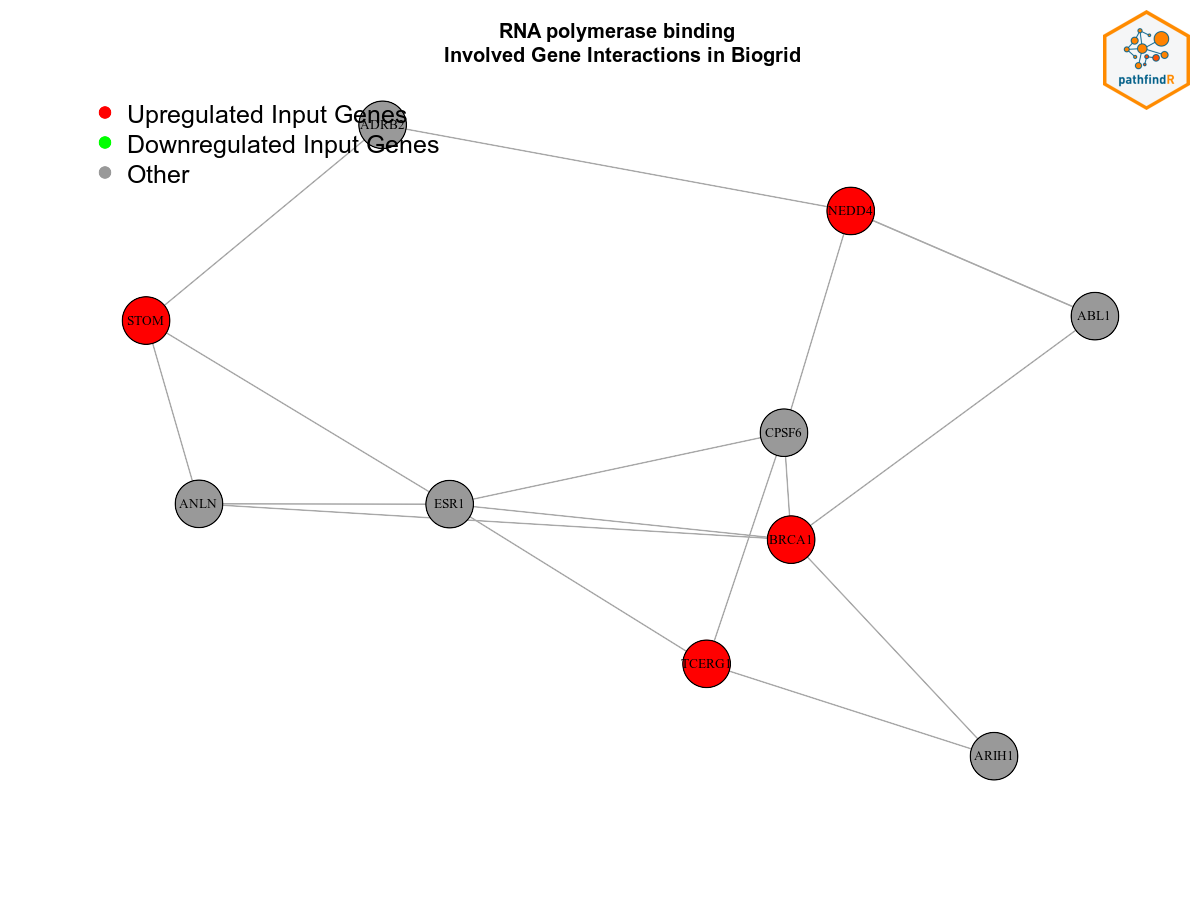 RNA polymerase binding
Involved Gene Interactions in Biogrid
pathfindR
Upregulated Input Genes
ADRB2
Downregulated Input Genes
Other
NEDD4
STOM
ABL1
CPSF6
ANLN
ESR1
BRCA1
TCERG1
ARIH1